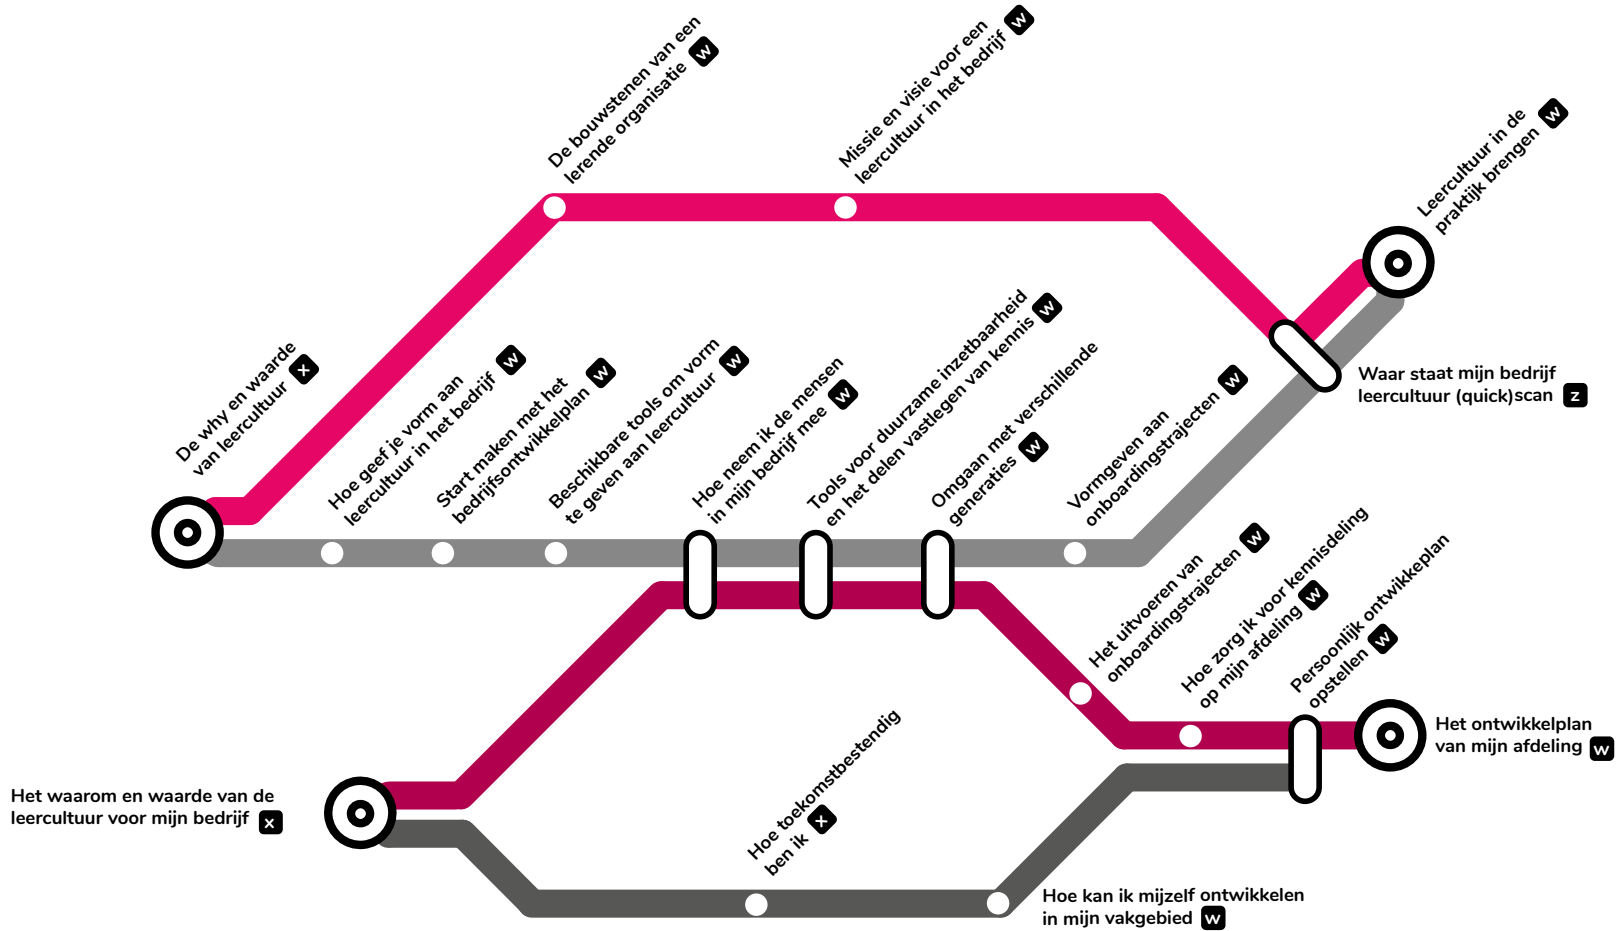 De bouwstenen van een
lerende organisatie W
Missie en visie voor een
leercultuur in het bedrijf W
Leercultuur in de
praktijk brengen W
De why en waarde
van leercultuur X
Hoe geef je vorm aan
leercultuur in het bedrijf W
Start maken met het
bedrijfsontwikkelplan W
Beschikbare tools om vorm
te geven aan leercultuur W
Hoe neem ik de mensen
in mijn bedrijf mee W
Tools voor duurzame inzetbaarheid
en het delen vastlegen van kennis W
Omgaan met verschillende
generaties W
Vormgeven aan
onboardingstrajecten W
Waar staat mijn bedrijf
leercultuur (quick)scan Z
Het uitvoeren van
onboardingstrajecten W
Hoe zorg ik voor kennisdeling
op mijn afdeling W
Persoonlijk ontwikkeplan
opstellen W
Het ontwikkelplan
van mijn afdeling W
Het waarom en waarde van de
leercultuur voor mijn bedrijf X
Hoe toekomstbestendig
ben ik X
Hoe kan ik mijzelf ontwikkelen
in mijn vakgebied W